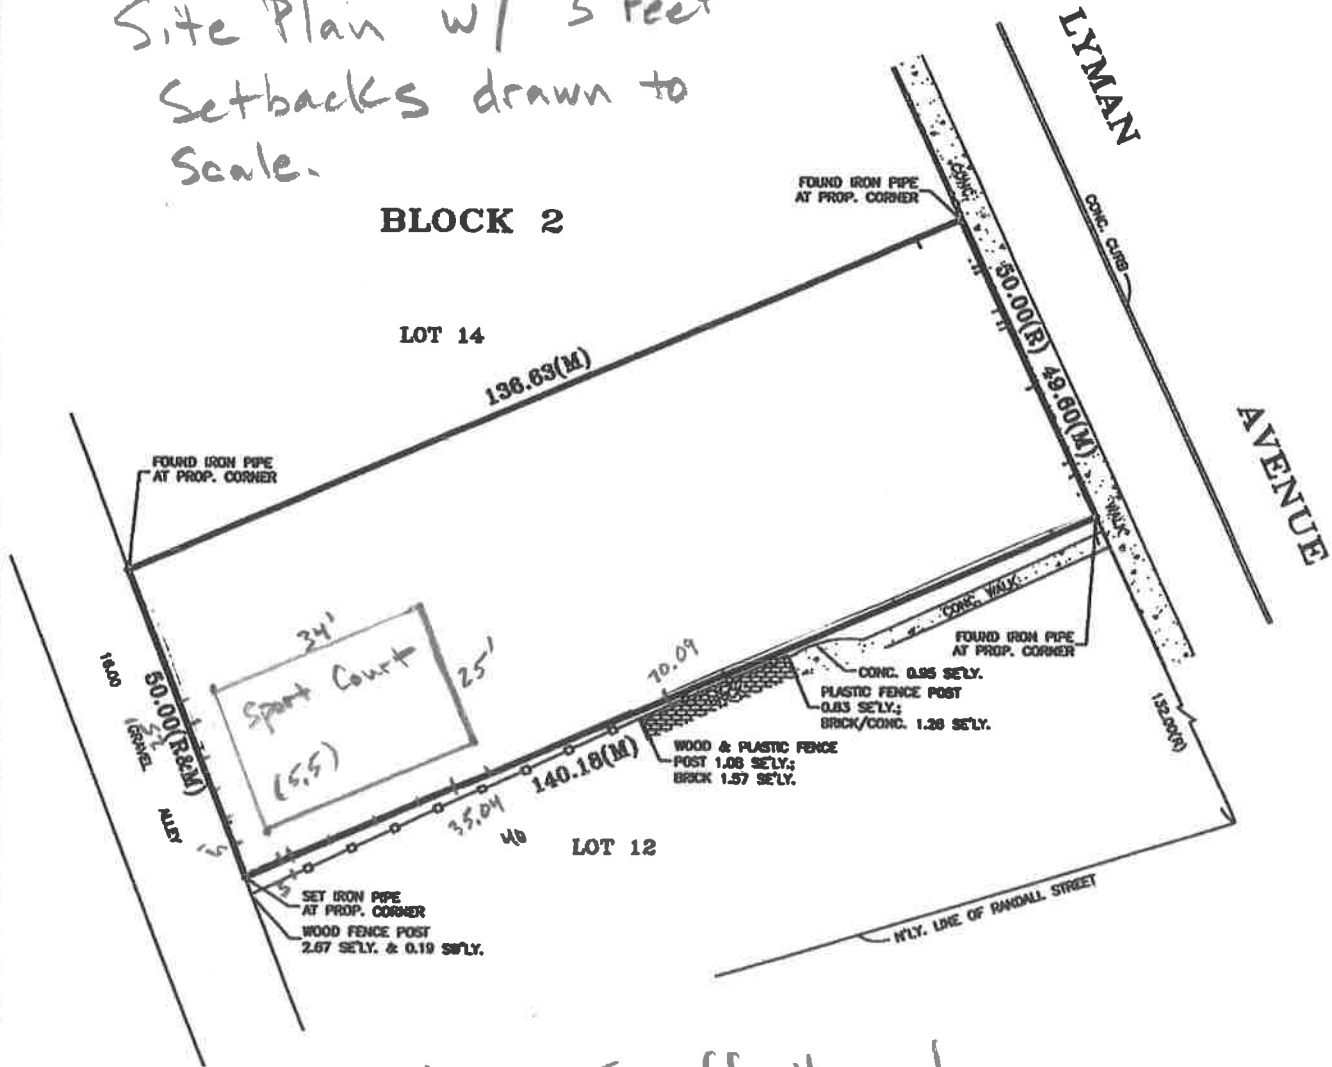 Site Plan w/ 5 feet
Setbacks drawn to
Scale.
LYMAN
AVENUE
BLOCK 2
FOUND IRON PIPE
AT PROP. CORNER
CONC.
CONC. CURB
50.00(R) 49.60(M)
WALK
LOT 14
136.63(M)
FOUND IRON PIPE
AT PROP. CORNER
34'
Sport Court
25'
(5,5)
16.00
50.00(R&M)
GRAVEL
ALLEY
5'
5'
70.09
CONC. WALK
FOUND IRON PIPE
AT PROP. CORNER
CONC. 0.95 SE'LY.
PLASTIC FENCE POST
0.83 SE'LY.;
BRICK/CONC. 1.26 SE'LY.
WOOD & PLASTIC FENCE
POST 1.08 SE'LY.;
BRICK 1.57 SE'LY.
140.18(M)
35.04
40
LOT 12
132.00(R)
SET IRON PIPE
AT PROP. CORNER
WOOD FENCE POST
2.67 SE'LY. & 0.19 SW'LY.
N'LY. LINE OF RANDALL STREET